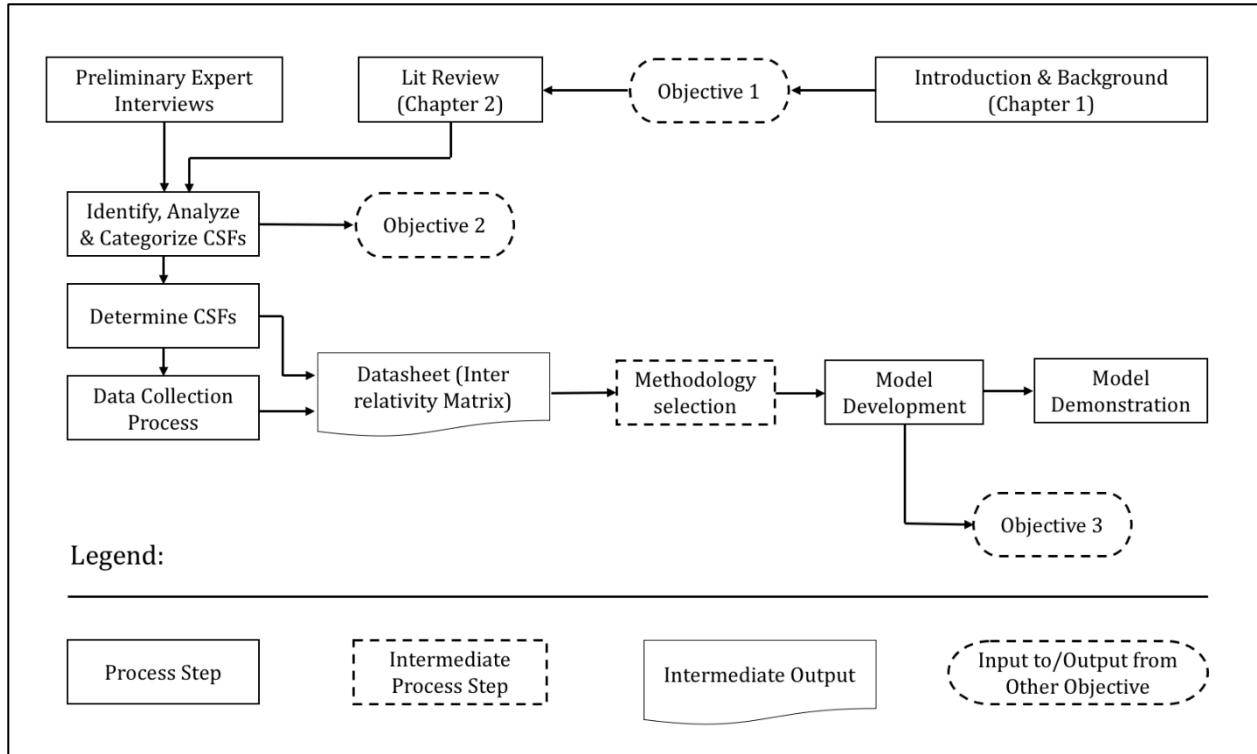 Preliminary Expert
Interviews
Lit Review
(Chapter 2)
Objective 1
Introduction & Background
(Chapter 1)
Identify, Analyze
& Categorize CSFs
Objective 2
Determine CSFs
Data Collection
Process
Datasheet (Inter
relativity Matrix)
Methodology
selection
Model
Development
Model
Demonstration
Objective 3
Legend:
Process Step
Intermediate
Process Step
Intermediate Output
Input to/Output from
Other Objective